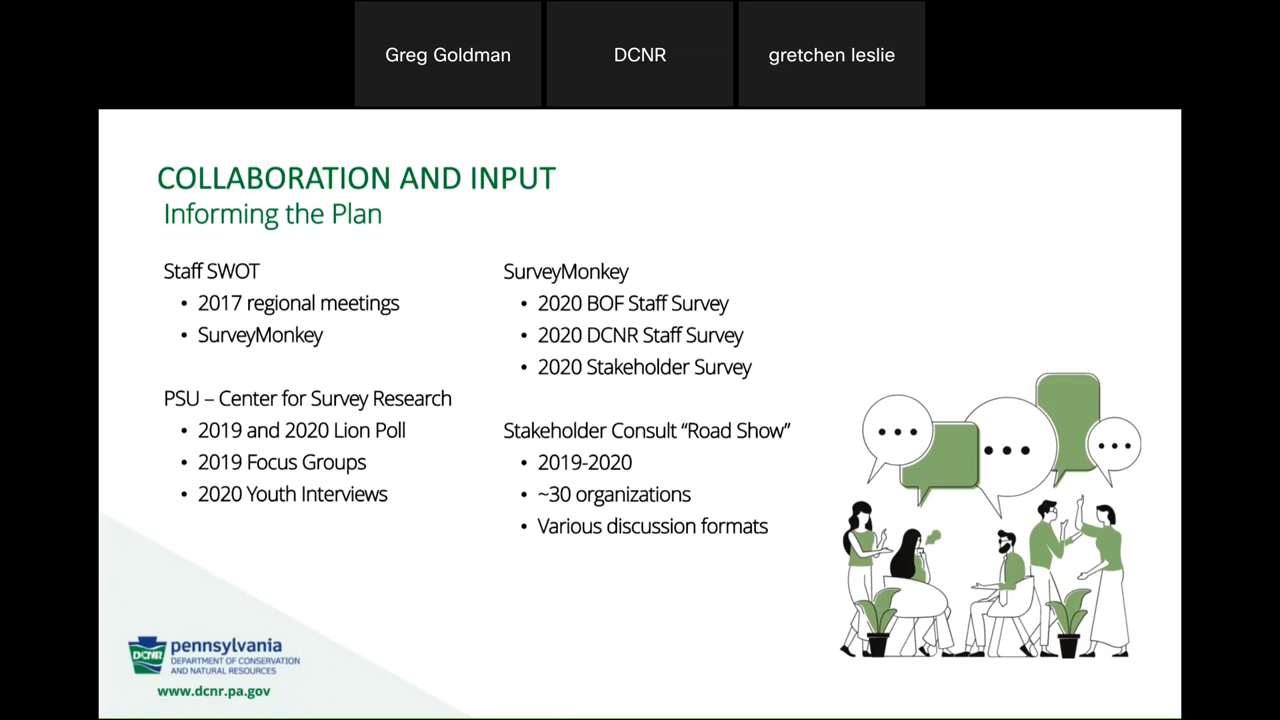 Greg Goldman
DCNR
gretchen leslie
COLLABORATION AND INPUT
Informing the Plan
Staff SWOT
• 2017 regional meetings
• SurveyMonkey
PSU – Center for Survey Research
• 2019 and 2020 Lion Poll
• 2019 Focus Groups
• 2020 Youth Interviews
SurveyMonkey
• 2020 BOF Staff Survey
• 2020 DCNR Staff Survey
• 2020 Stakeholder Survey
Stakeholder Consult “Road Show”
• 2019-2020
• ~30 organizations
• Various discussion formats
DCNR
pennsylvania
DEPARTMENT OF CONSERVATION
AND NATURAL RESOURCES
www.dcnr.pa.gov